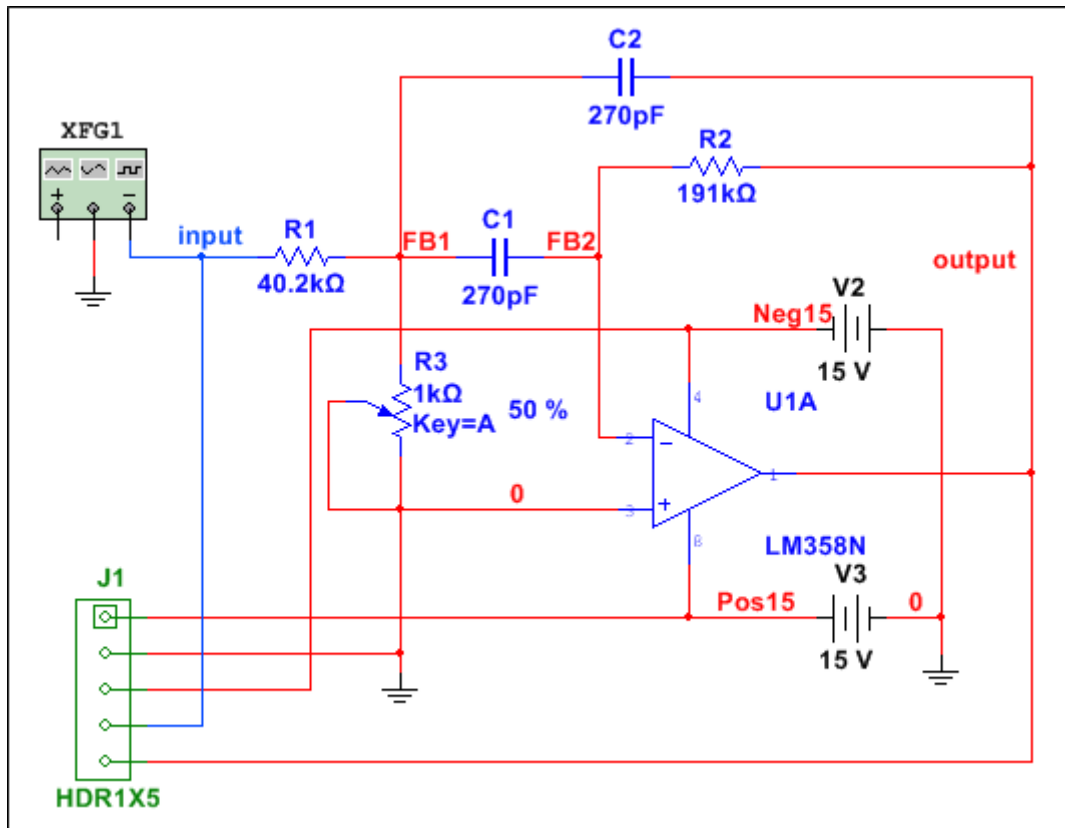 C2
270pF
XFG1
+
−
R2
191kΩ
input
R1
40.2kΩ
FB1
C1
270pF
FB2
output
V2
Neg15
15 V
R3
1kΩ
Key=A
50 %
4
U1A
2
−
1
0
3
+
8
LM358N
J1
V3
Pos15
0
15 V
HDR1X5